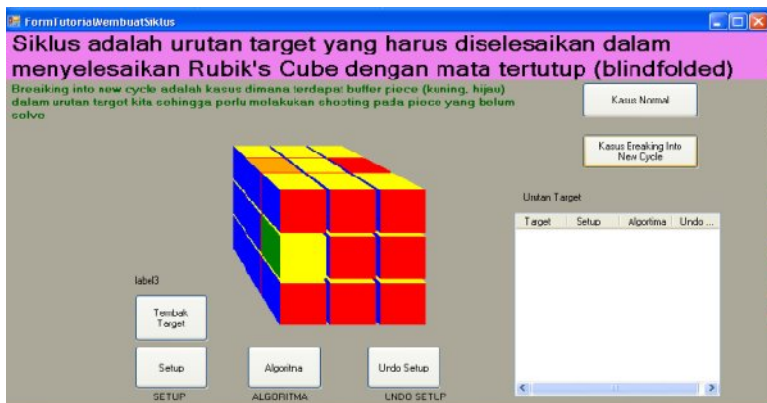 FormTutorialMembuatSiklus
Siklus adalah urutan target yang harus diselesaikan dalam
menyelesaikan Rubik's Cube dengan mata tertutup (blindfolded)
Breaking into new cycle adalah kasus dimana terdapat buffer piece (kuning, hijau)
dalam urutan target kita sehingga perlu melakukan shooting pada piece yang belum
solve
Kasus Normal
Kasus Breaking Into
New Cycle
Urutan Target
Target Setup Algoritma Undo ...
label3
Tembak
Target
Setup Algoritma Undo Setup
SETUP ALGORITMA UNDO SETUP